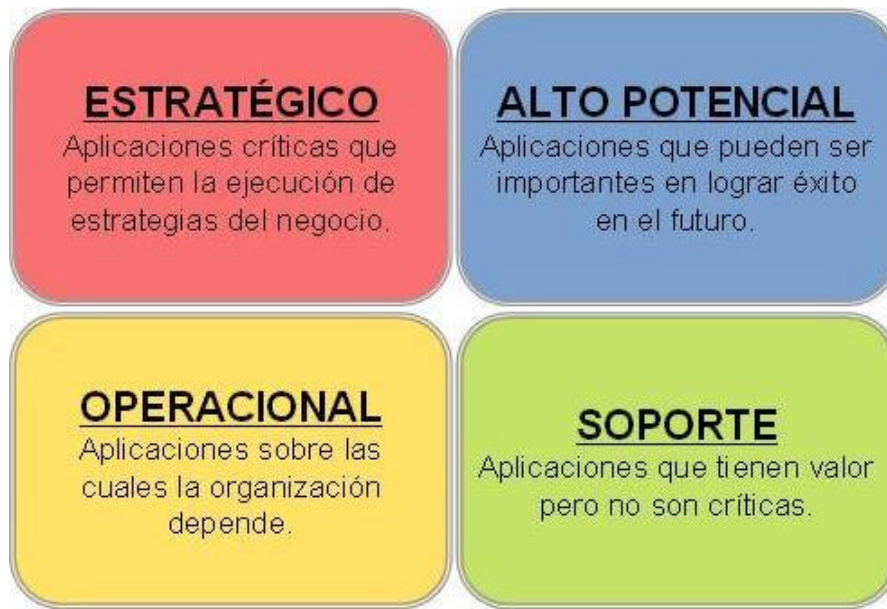 ESTRATÉGICO
Aplicaciones críticas que
permiten la ejecución de
estrategias del negocio.
ALTO POTENCIAL
Aplicaciones que pueden ser
importantes en lograr éxito
en el futuro.
OPERACIONAL
Aplicaciones sobre las
cuales la organización
depende.
SOPORTE
Aplicaciones que tienen valor
pero no son críticas.